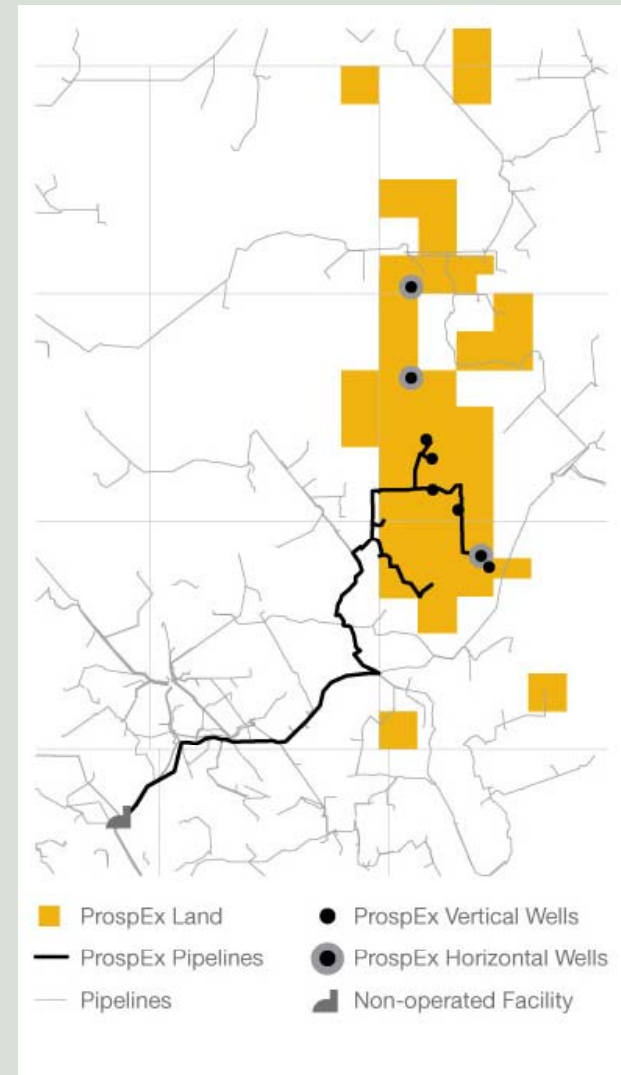 ProspEx Land
ProspEx Vertical Wells
ProspEx Pipelines
ProspEx Horizontal Wells
Pipelines
Non-operated Facility